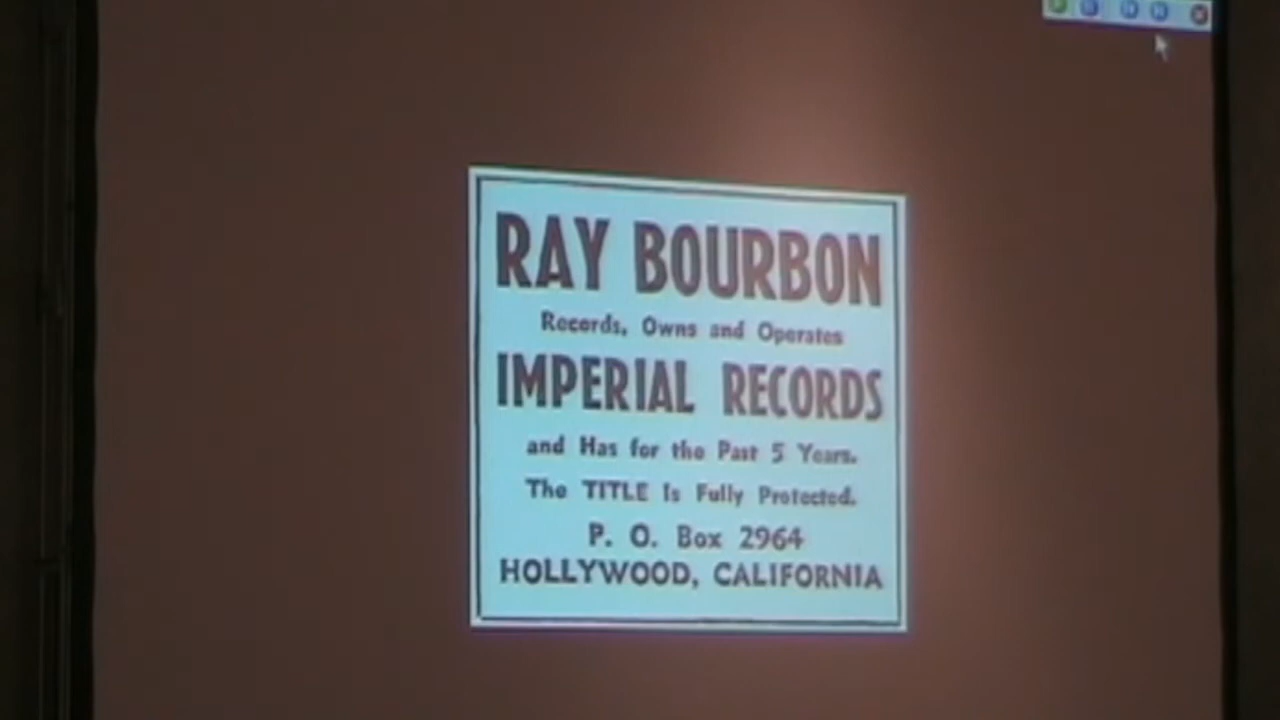 RAY BOURBON
Records, Owns and Operates
IMPERIAL RECORDS
and Has for the Past 5 Years.
The TITLE Is Fully Protected.
P. O. Box 2964
HOLLYWOOD, CALIFORNIA